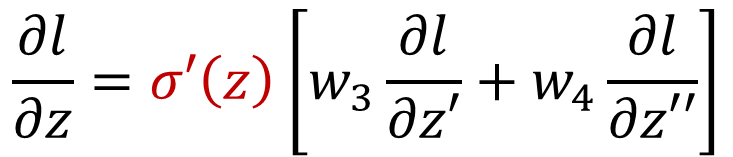 ∂l/∂z = σ′(z) [w₃ ∂l/∂z′ + w₄ ∂l/∂z′′]